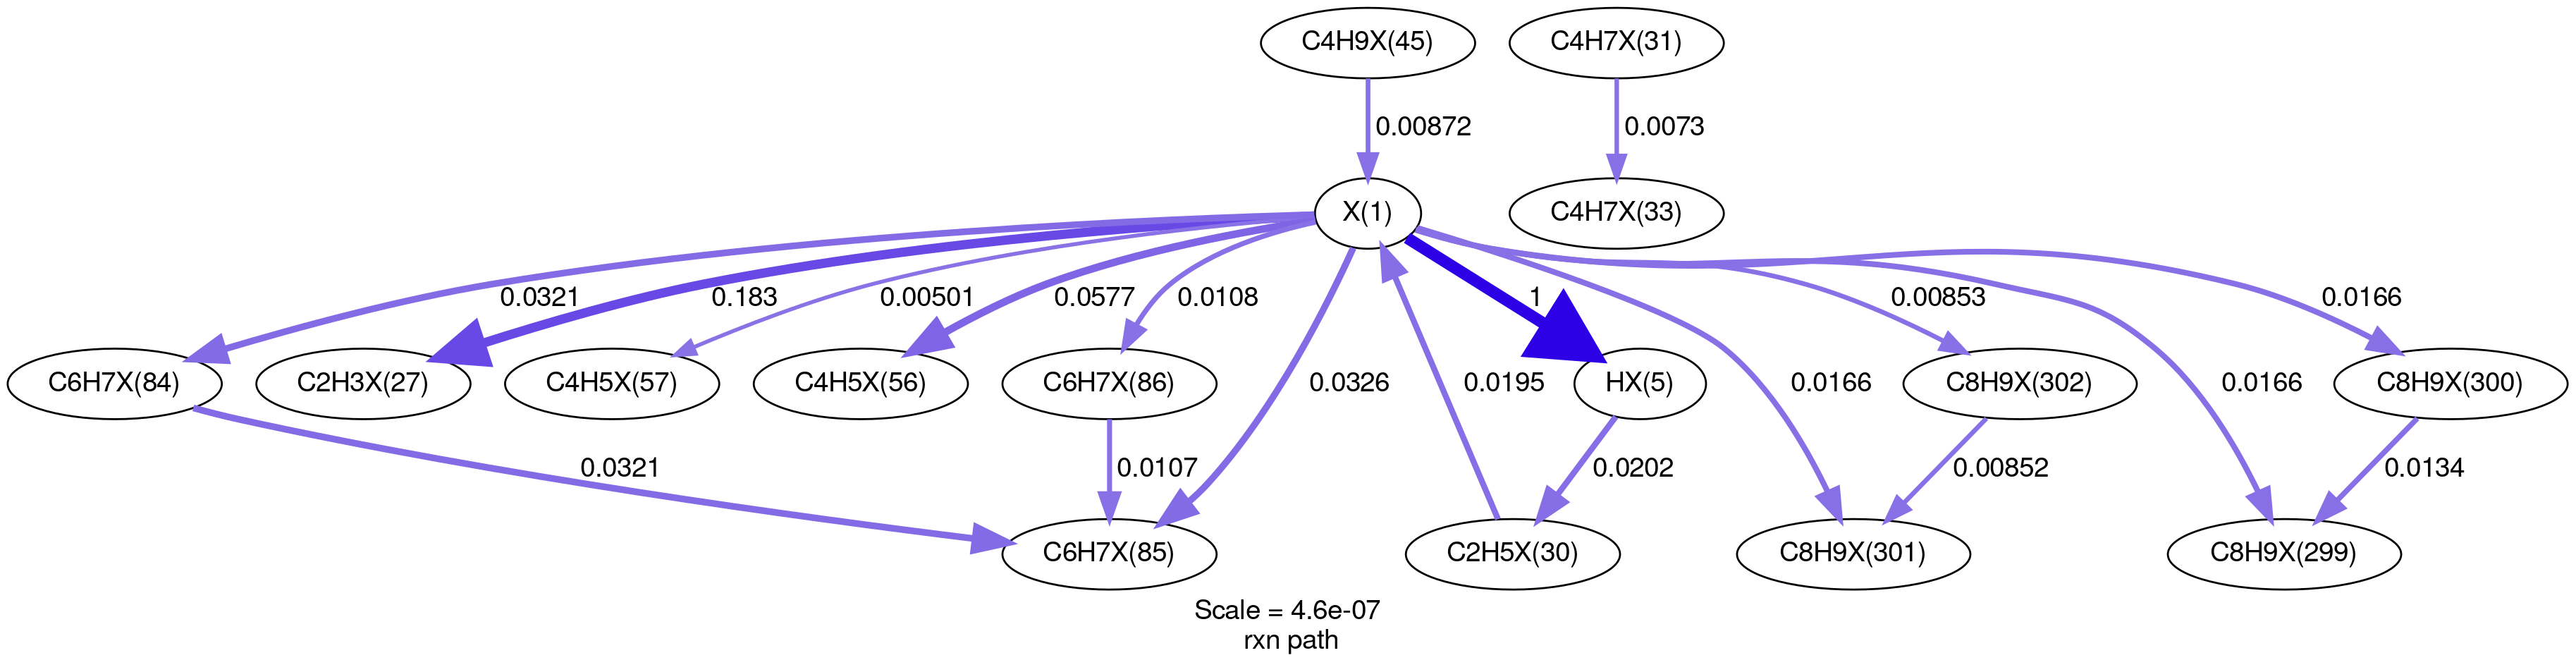 C4H9X(45)
C4H7X(31)
0.00872
0.0073
X(1)
C4H7X(33)
0.0321
0.183
0.00501
0.0577
0.0108
0.0326
0.0195
1
0.0166
0.00853
0.0166
0.0166
C6H7X(84)
C2H3X(27)
C4H5X(57)
C4H5X(56)
C6H7X(86)
HX(5)
C8H9X(302)
C8H9X(300)
0.0321
0.0107
0.0202
0.00852
0.0134
C6H7X(85)
C2H5X(30)
C8H9X(301)
C8H9X(299)
Scale = 4.6e-07
rxn path